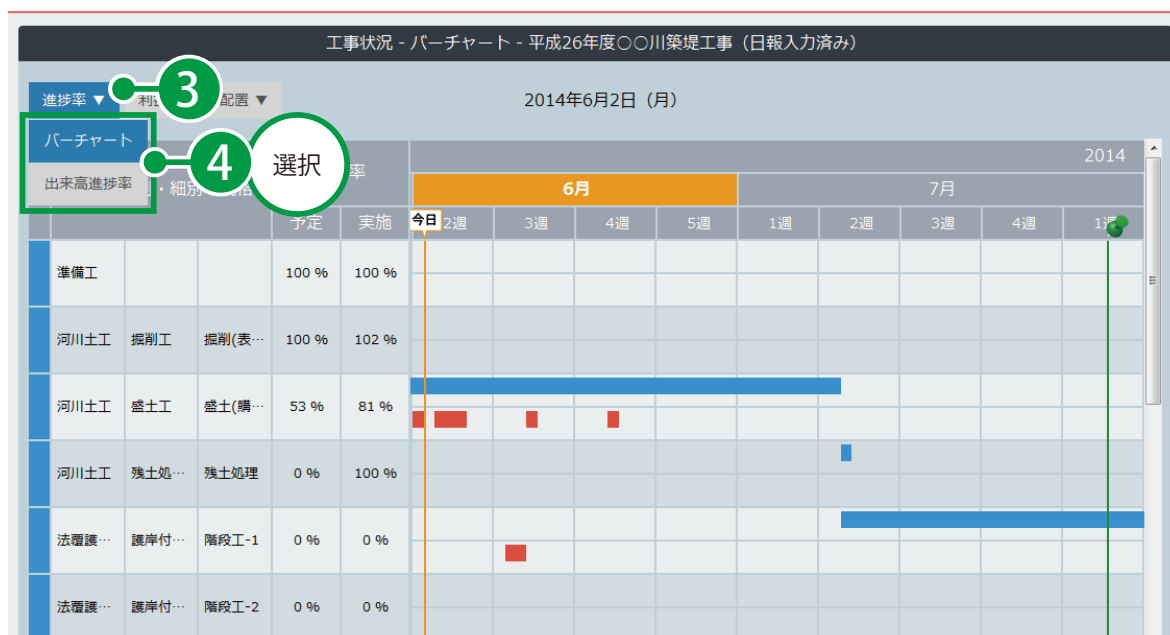 工事状況 - バーチャート - 平成26年度○○川築堤工事（日報入力済み）
進捗率 ▼
3
配置 ▼
2014年6月2日（月）
バーチャート
出来高進捗率
4
選択
率
2014
・細別
6月
7月
予定 実施 今日 2週 3週 4週 5週 1週 2週 3週 4週 1週
準備工 100 % 100 %
河川土工 掘削工 掘削(表… 100 % 102 %
河川土工 盛土工 盛土(購… 53 % 81 %
河川土工 残土処… 残土処理 0 % 100 %
法覆護… 護岸付… 階段工-1 0 % 0 %
法覆護… 護岸付… 階段工-2 0 % 0 %